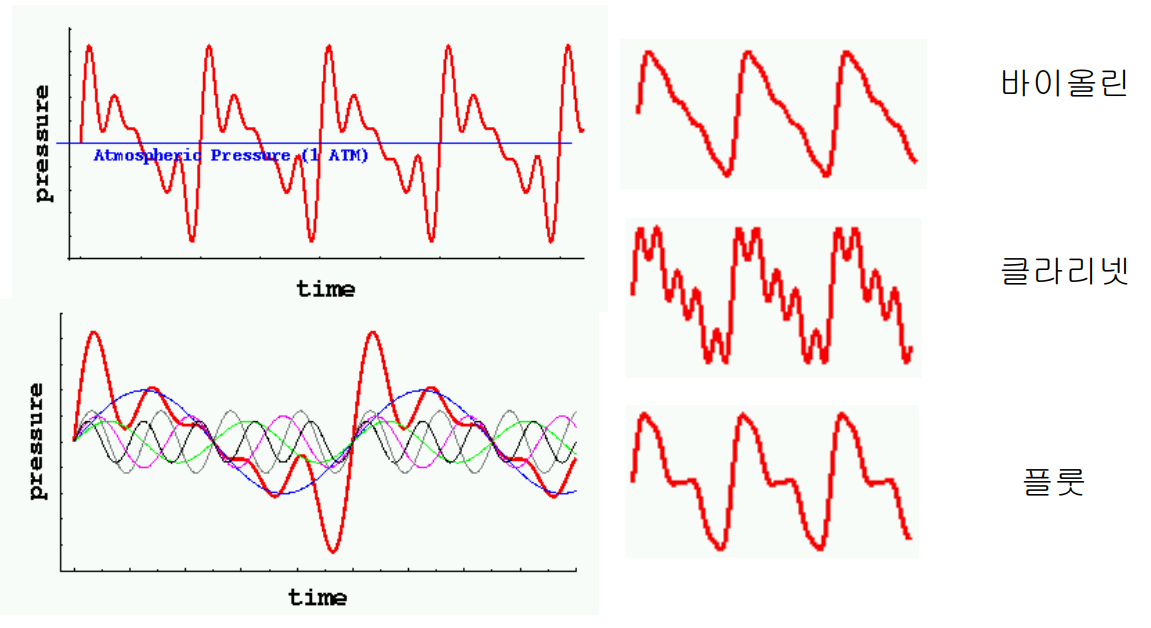 pressure
Atmospheric Pressure (1 ATM)
time
pressure
time
바이올린
클라리넷
플룻